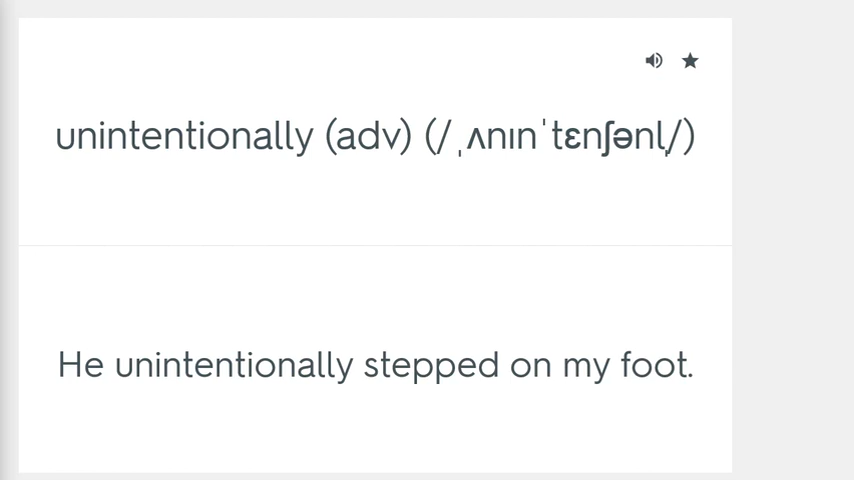 unintentionally (adv) (/ˌʌnɪnˈtɛnʃənl̩/)
He unintentionally stepped on my foot.